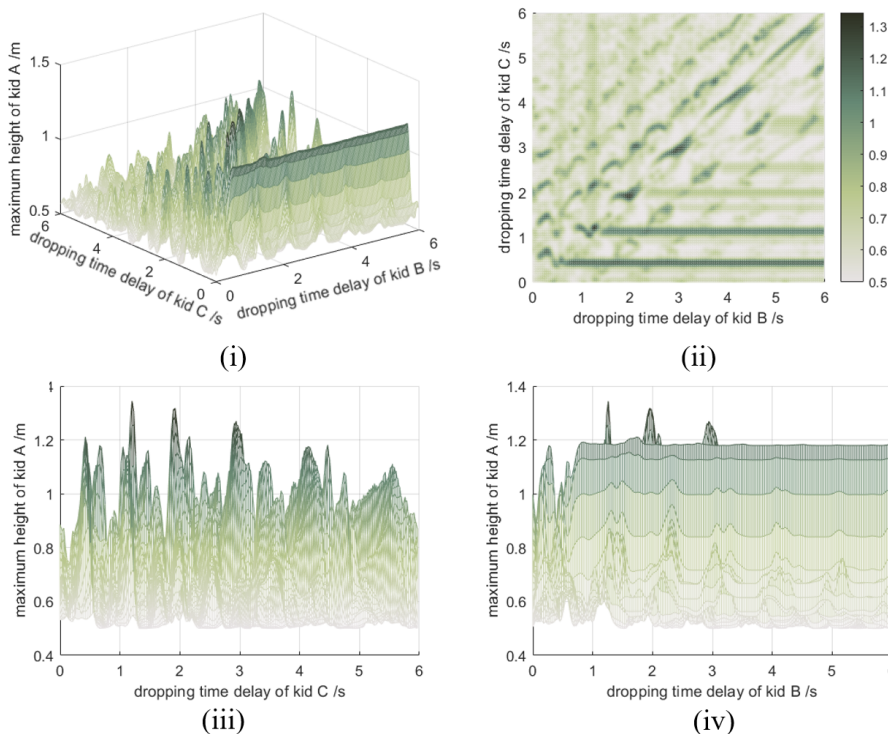 1.5
1
0.5
maximum height of kid A /m
6
4
2
0
dropping time delay of kid C /s
0
2
4
6
dropping time delay of kid B /s
(i)
6
5
4
3
2
1
0
dropping time delay of kid C /s
0 1 2 3 4 5 6
dropping time delay of kid B /s
1.3
1.2
1.1
1
0.9
0.8
0.7
0.6
0.5
(ii)
1.2
1
0.8
0.6
0.4
maximum height of kid A /m
0 1 2 3 4 5 6
dropping time delay of kid C /s
(iii)
1.4
1.2
1
0.8
0.6
0.4
maximum height of kid A /m
0 1 2 3 4 5
dropping time delay of kid B /s
(iv)